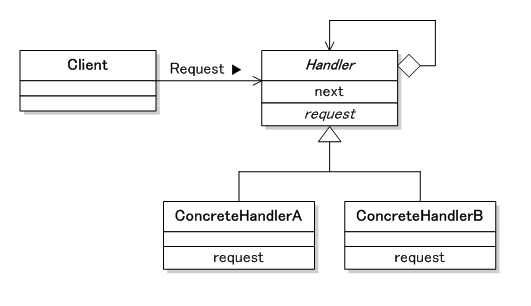 Client
Request ▶
Handler
next
request
ConcreteHandlerA
request
ConcreteHandlerB
request